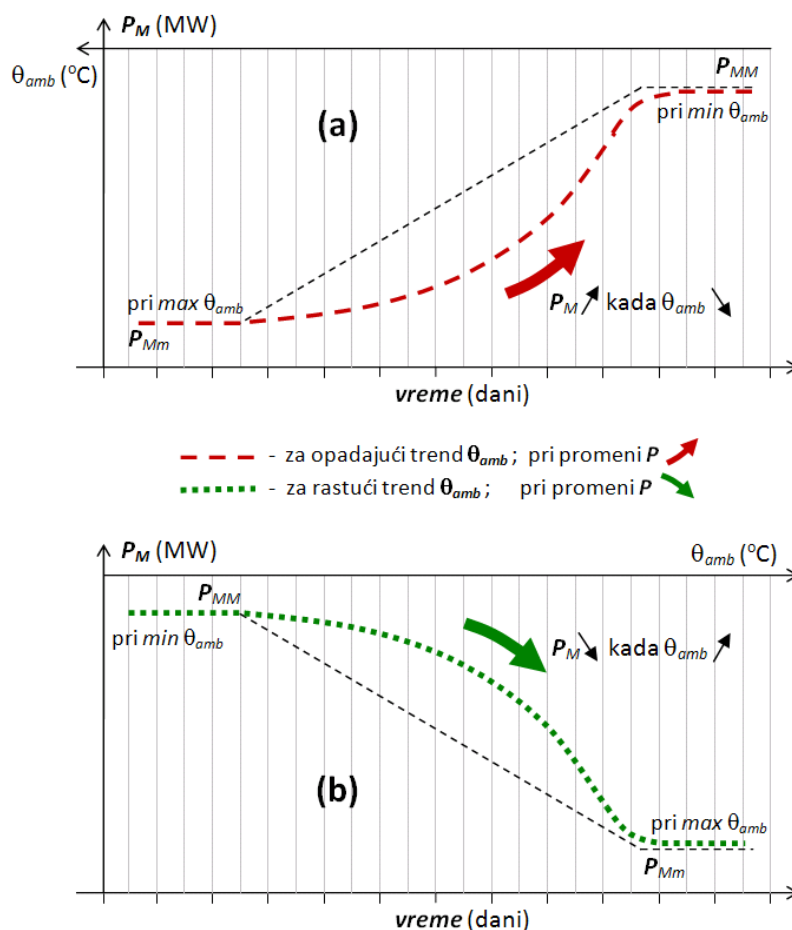 P_M (MW)
θ_amb (°C)
P_MM
pri min θ_amb
(a)
pri max θ_amb
P_Mm
P_M ↗ kada θ_amb ↘
vreme (dani)
- za opadajući trend θ_amb ; pri promeni P
- za rastući trend θ_amb ; pri promeni P
P_M (MW)
θ_amb (°C)
P_MM
pri min θ_amb
P_M ↘ kada θ_amb ↗
(b)
pri max θ_amb
P_Mm
vreme (dani)